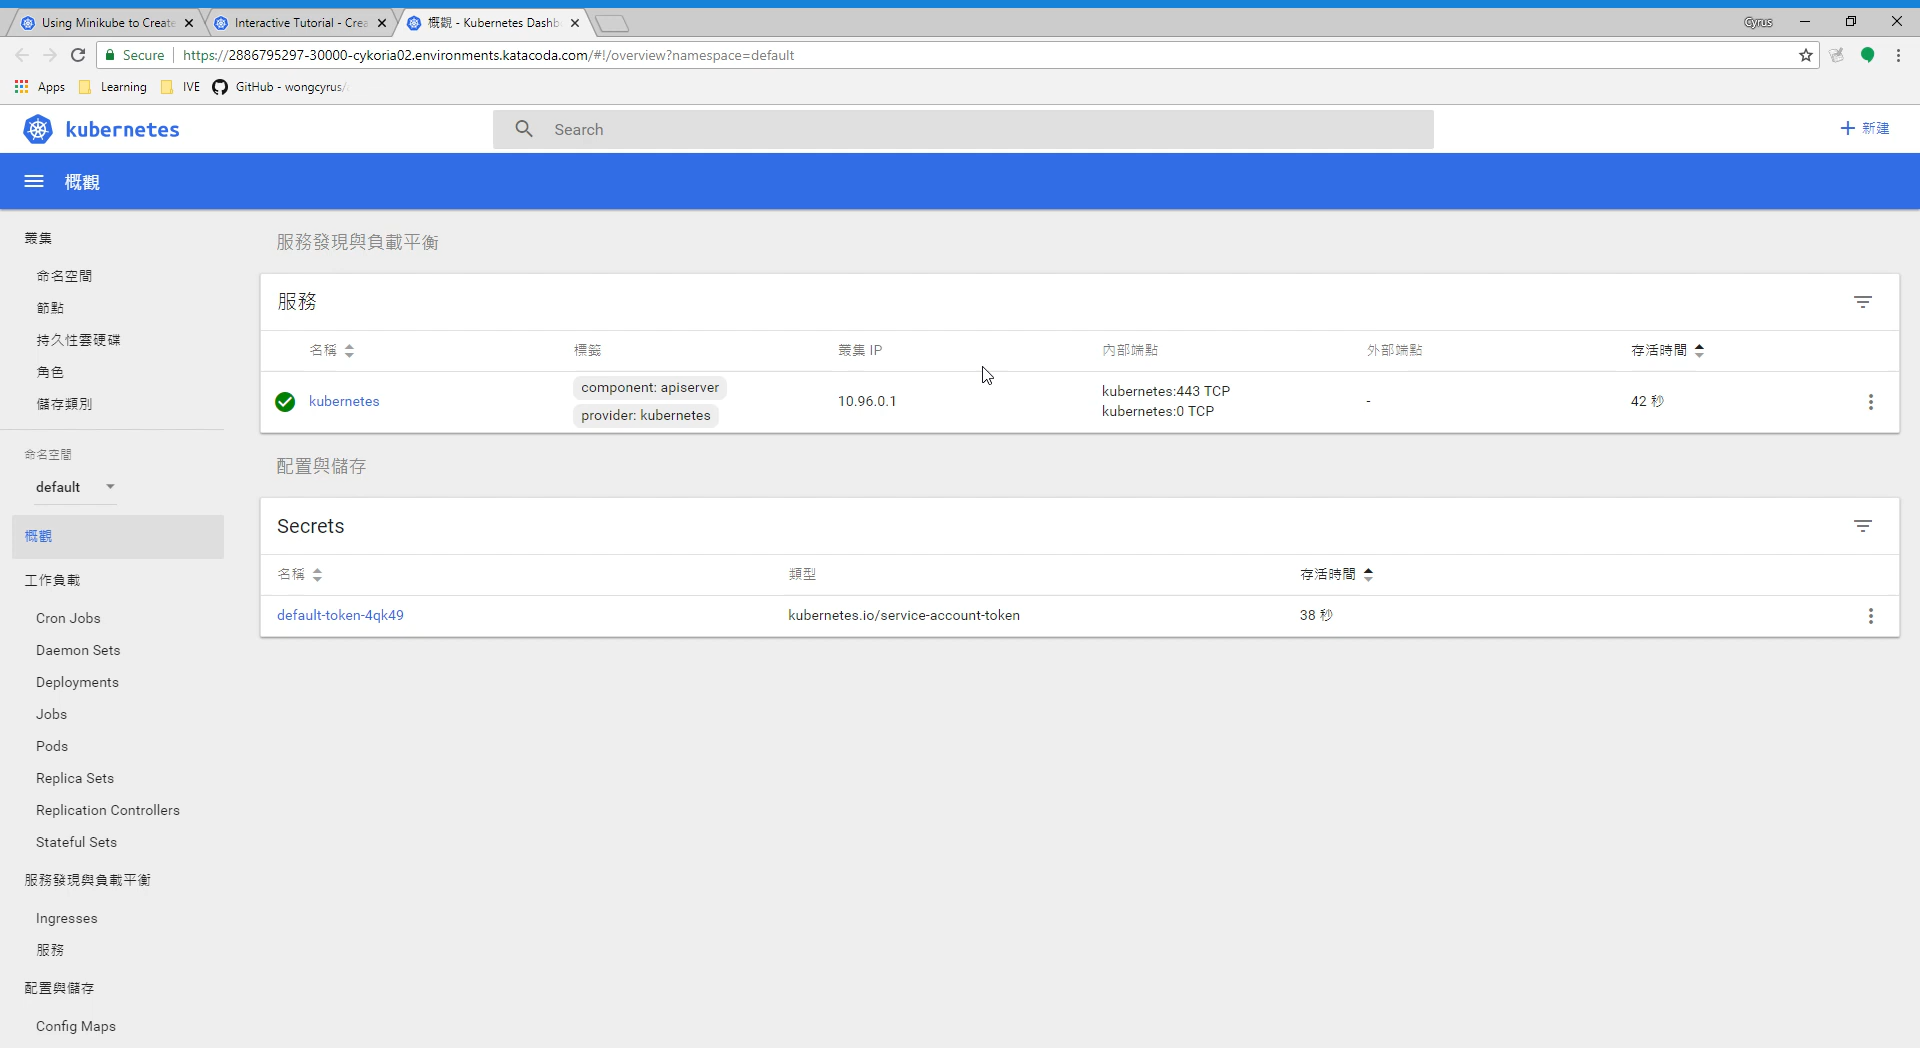 Using Minikube to Create
Interactive Tutorial - Crea
概觀 - Kubernetes Dashb
Cyrus
Secure
https://2886795297-30000-cykoria02.environments.katacoda.com/#!/overview?namespace=default
Apps
Learning
IVE
GitHub - wongcyrus/
kubernetes
Search
新建
概觀
叢集
命名空間
節點
持久性雲硬碟
角色
儲存類別
命名空間
default
概觀
工作負載
Cron Jobs
Daemon Sets
Deployments
Jobs
Pods
Replica Sets
Replication Controllers
Stateful Sets
服務發現與負載平衡
Ingresses
服務
配置與儲存
Config Maps
服務發現與負載平衡
服務
名稱 標籤 叢集 IP 內部端點 外部端點 存活時間
kubernetes component: apiserver provider: kubernetes 10.96.0.1 kubernetes:443 TCP kubernetes:0 TCP - 42 秒
配置與儲存
Secrets
名稱 類型 存活時間
default-token-4qk49 kubernetes.io/service-account-token 38 秒